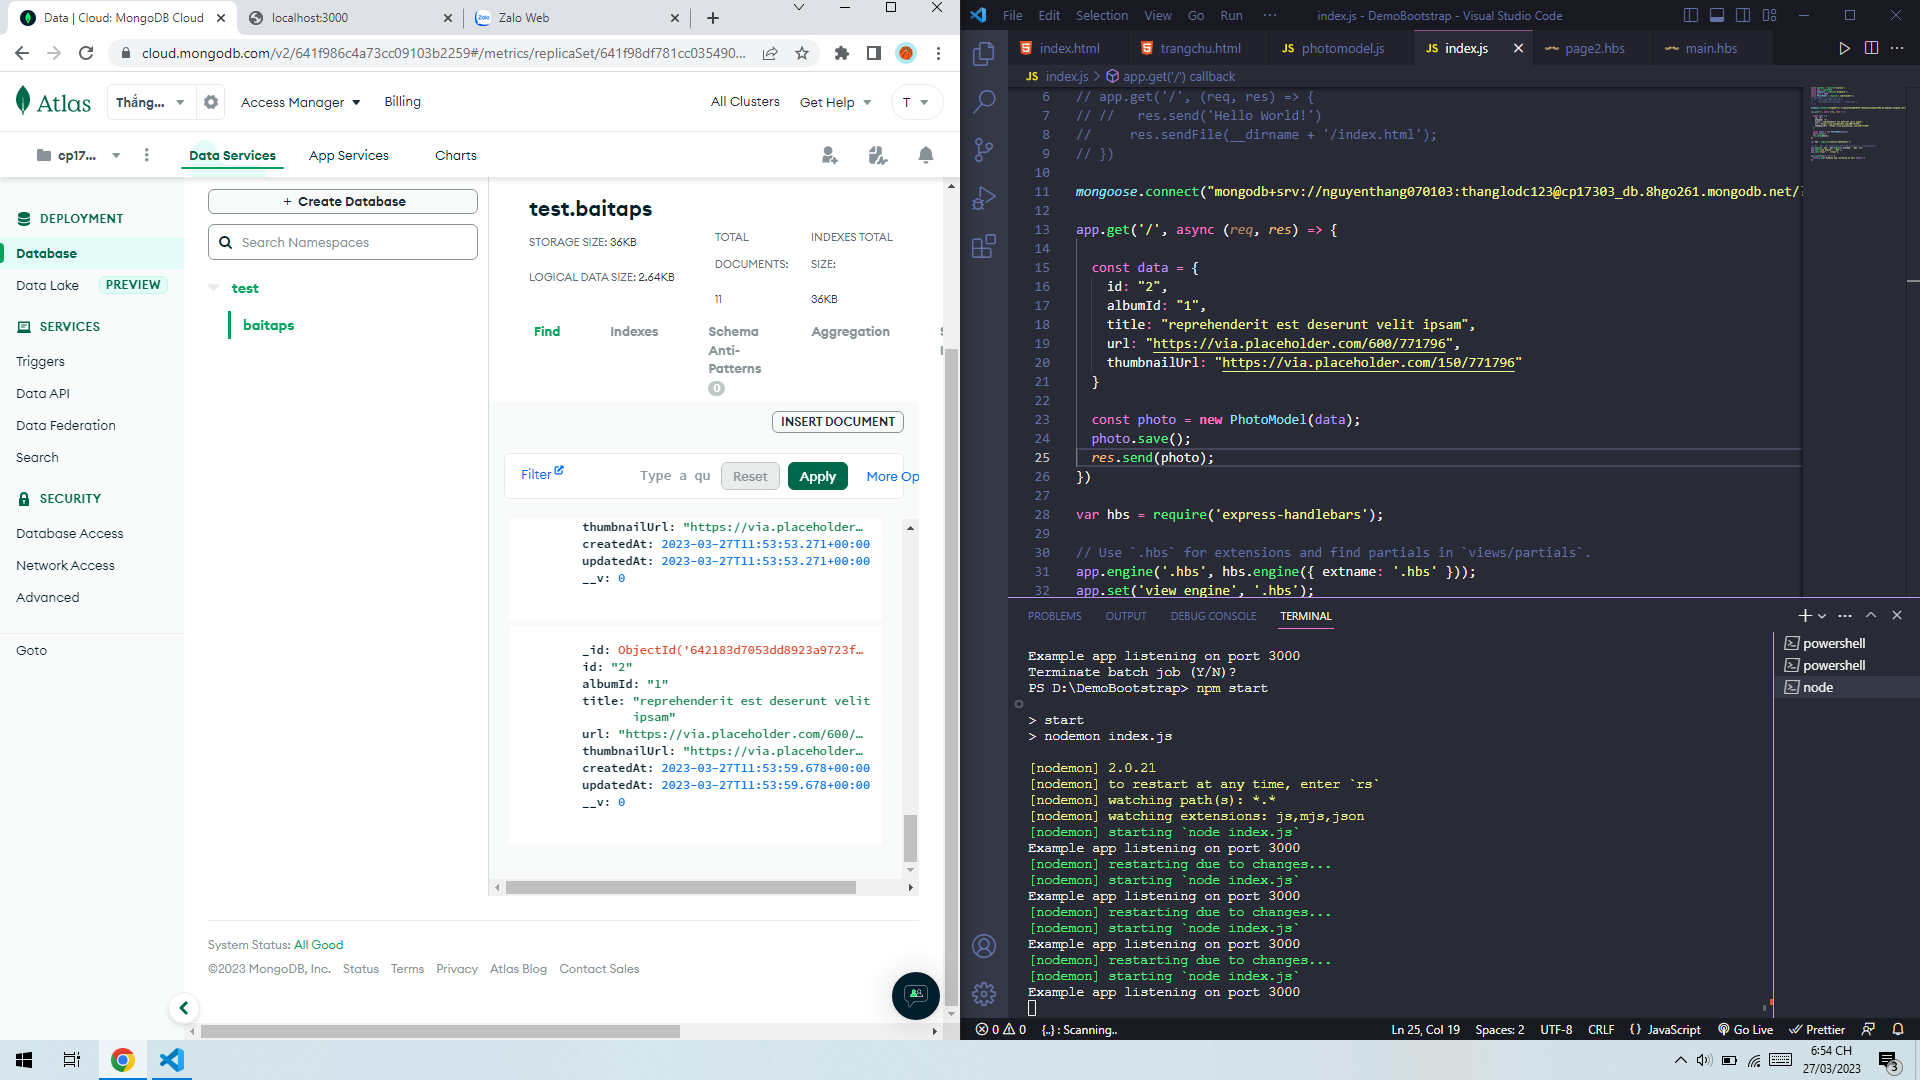 Data | Cloud: MongoDB Cloud
localhost:3000
Zalo Web
cloud.mongodb.com/v2/641f986c4a73cc09103b2259#/metrics/replicaSet/641f98df781cc035490...
Atlas
Thắng...
Access Manager
Billing
All Clusters
Get Help
T
cp17...
Data Services
App Services
Charts
DEPLOYMENT
Database
Data Lake
PREVIEW
SERVICES
Triggers
Data API
Data Federation
Search
SECURITY
Database Access
Network Access
Advanced
Goto
+ Create Database
Search Namespaces
test
baitaps
test.baitaps
STORAGE SIZE: 36KB
LOGICAL DATA SIZE: 2.64KB
TOTAL
DOCUMENTS:
11
INDEXES TOTAL
SIZE:
36KB
Find
Indexes
Schema
Anti-
Patterns
0
Aggregation
INSERT DOCUMENT
Filter
Type a qu
Reset
Apply
More Op
thumbnailUrl: "https://via.placeholder…
createdAt: 2023-03-27T11:53:53.271+00:00
updatedAt: 2023-03-27T11:53:53.271+00:00
__v: 0
_id: ObjectId('642183d7053dd8923a9723f…
id: "2"
albumId: "1"
title: "reprehenderit est deserunt velit
ipsam"
url: "https://via.placeholder.com/600/…
thumbnailUrl: "https://via.placeholder…
createdAt: 2023-03-27T11:53:59.678+00:00
updatedAt: 2023-03-27T11:53:59.678+00:00
__v: 0
System Status: All Good
©2023 MongoDB, Inc. Status Terms Privacy Atlas Blog Contact Sales
File Edit Selection View Go Run ···
index.js - DemoBootstrap - Visual Studio Code
index.html
trangchu.html
JS photomodel.js
JS index.js
page2.hbs
main.hbs
JS index.js > app.get('/') callback
6 // app.get('/', (req, res) => {
7 // //   res.send('Hello World!')
8 //     res.sendFile(__dirname + '/index.html');
9 // })
10
11 mongoose.connect("mongodb+srv://nguyenthang070103:thanglodc123@cp17303_db.8hgo261.mongodb.net/?
12
13 app.get('/', async (req, res) => {
14
15 const data = {
16 id: "2",
17 albumId: "1",
18 title: "reprehenderit est deserunt velit ipsam",
19 url: "https://via.placeholder.com/600/771796",
20 thumbnailUrl: "https://via.placeholder.com/150/771796"
21 }
22
23 const photo = new PhotoModel(data);
24 photo.save();
25 res.send(photo);
26 })
27
28 var hbs = require('express-handlebars');
29
30 // Use `.hbs` for extensions and find partials in `views/partials`.
31 app.engine('.hbs', hbs.engine({ extname: '.hbs' }));
32 app.set('view engine', '.hbs');
PROBLEMS OUTPUT DEBUG CONSOLE TERMINAL
powershell
powershell
node
Example app listening on port 3000
Terminate batch job (Y/N)?
PS D:\DemoBootstrap> npm start
> start
> nodemon index.js
[nodemon] 2.0.21
[nodemon] to restart at any time, enter `rs`
[nodemon] watching path(s): *.*
[nodemon] watching extensions: js,mjs,json
[nodemon] starting `node index.js`
Example app listening on port 3000
[nodemon] restarting due to changes...
[nodemon] starting `node index.js`
Example app listening on port 3000
[nodemon] restarting due to changes...
[nodemon] starting `node index.js`
Example app listening on port 3000
[nodemon] restarting due to changes...
[nodemon] starting `node index.js`
Example app listening on port 3000
0 0 {..} : Scanning..
Ln 25, Col 19 Spaces: 2 UTF-8 CRLF {} JavaScript Go Live Prettier
6:54 CH
27/03/2023
3